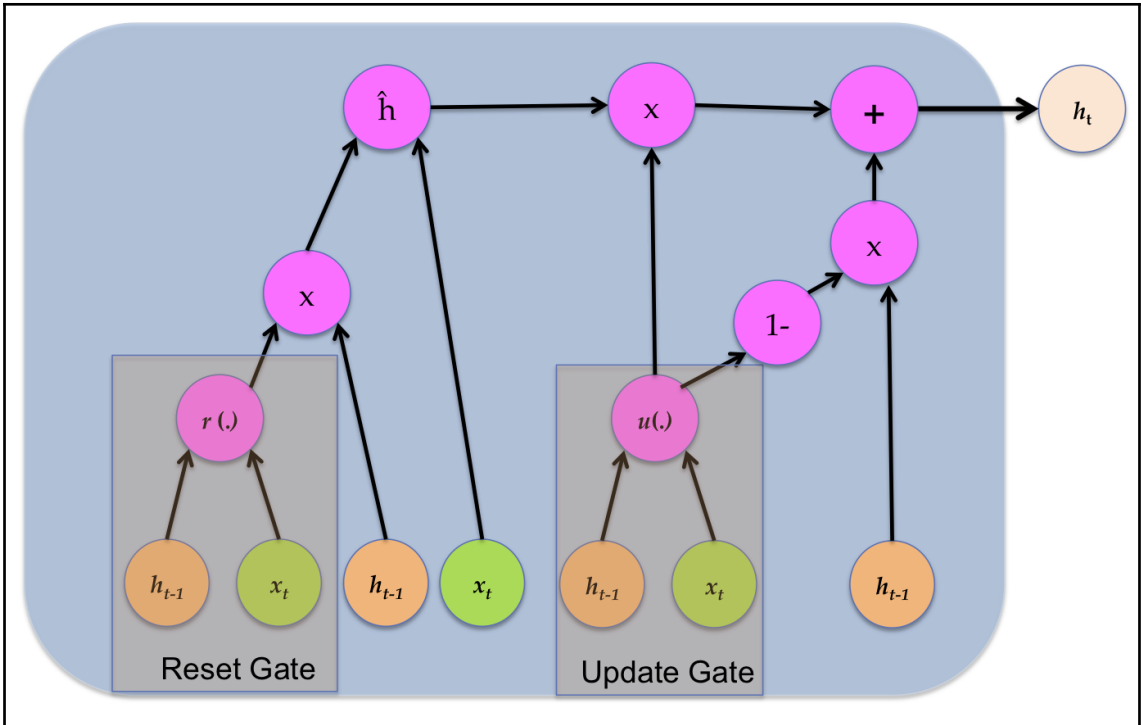 ĥ
x
+
hₜ
x
x
1-
r (.)
u(.)
hₜ₋₁
xₜ
hₜ₋₁
xₜ
hₜ₋₁
xₜ
hₜ₋₁
Reset Gate
Update Gate